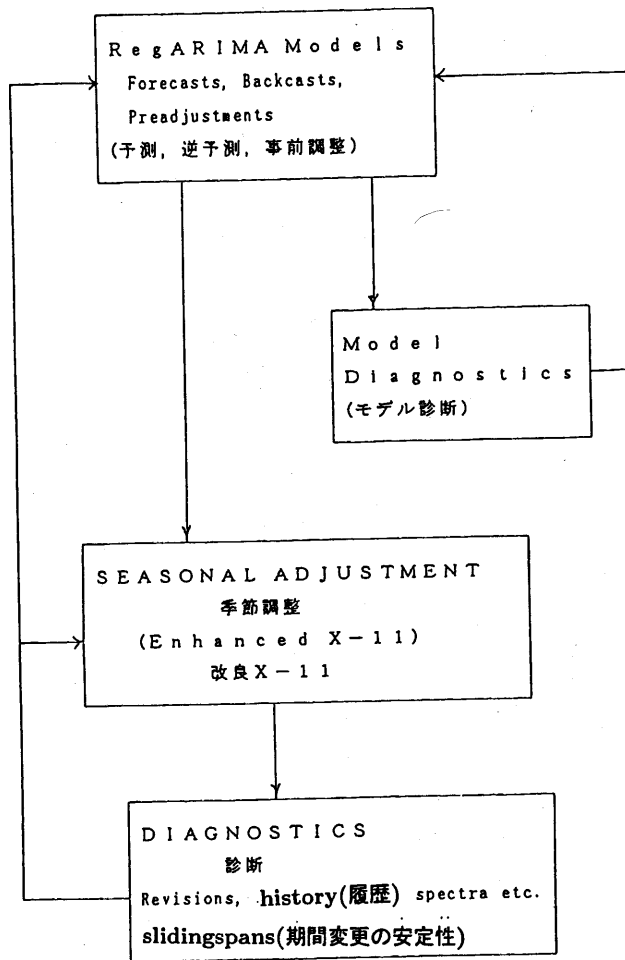 RegARIMA Models
Forecasts, Backcasts,
Preadjustments
(予測, 逆予測, 事前調整)
Model
Diagnostics
(モデル診断)
SEASONAL ADJUSTMENT
季節調整
(Enhanced X-11)
改良X-11
DIAGNOSTICS
診断
Revisions, history(履歴) spectra etc.
slidingspans(期間変更の安定性)